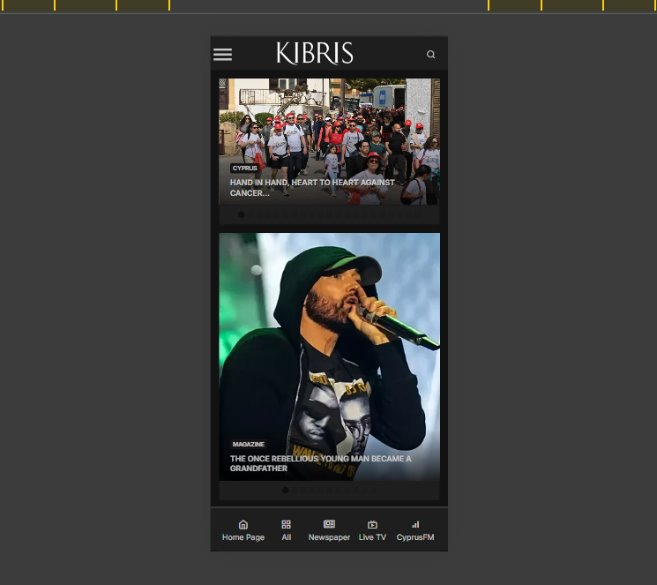 KIBRIS
CYPRUS
HAND IN HAND, HEART TO HEART AGAINST
CANCER...
MAGAZINE
THE ONCE REBELLIOUS YOUNG MAN BECAME A
GRANDFATHER
Home Page
All
Newspaper
Live TV
CyprusFM